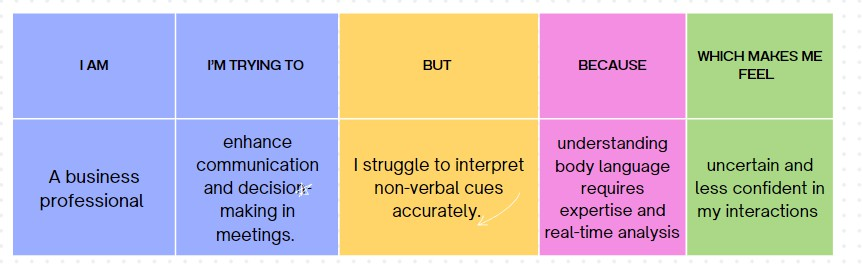 I AM
I'M TRYING TO
BUT
BECAUSE
WHICH MAKES ME
FEEL
A business
professional
enhance
communication
and decision-
making in
meetings.
I struggle to interpret
non-verbal cues
accurately.
understanding
body language
requires
expertise and
real-time analysis
uncertain and
less confident in
my interactions